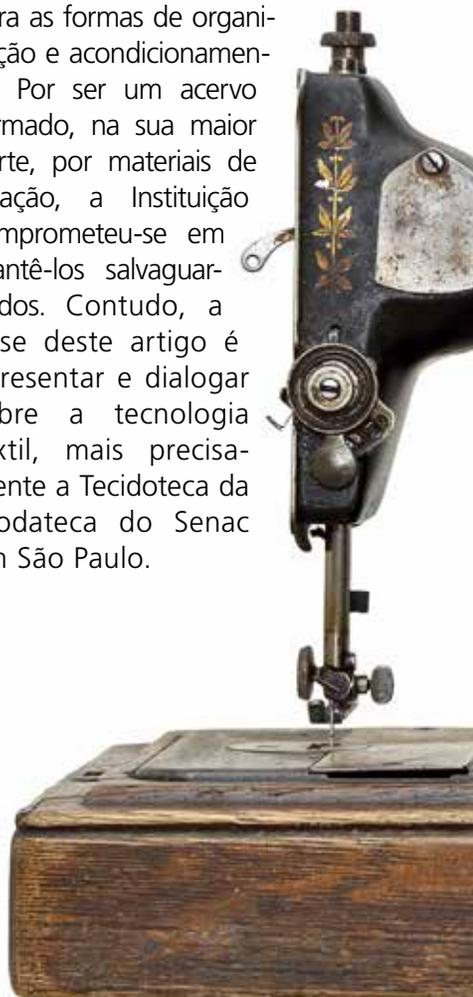 ra as formas de organi-
ção e acondicionamen-
Por ser um acervo
rmado, na sua maior
rte, por materiais de
ação, a Instituição
mprometeu-se em
antê-los salvaguar-
dos. Contudo, a
se deste artigo é
resentar e dialogar
bre a tecnologia
xtil, mais precisa-
ente a Tecidoteca da
odateca do Senac
m São Paulo.